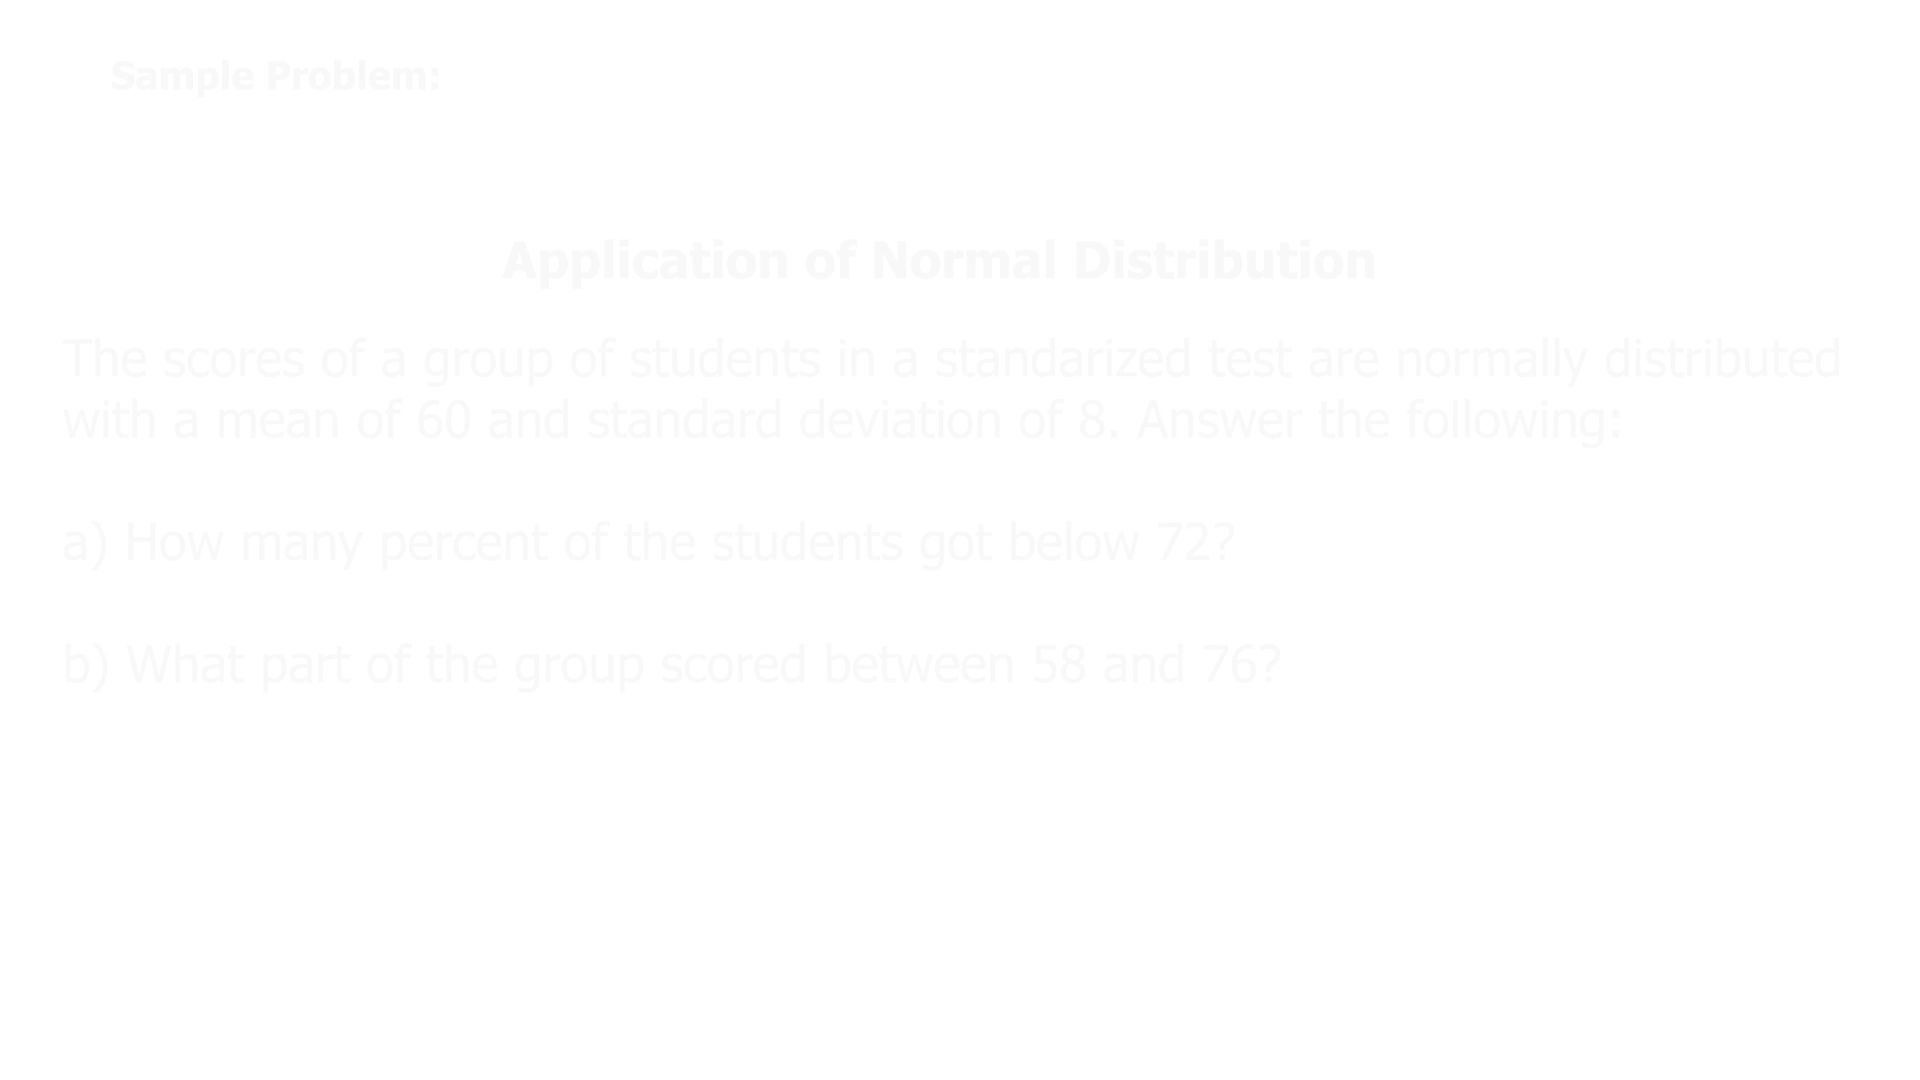 Sample Problem:
Application of Normal Distribution
The scores of a group of students in a standarized test are normally distributed
with a mean of 60 and standard deviation of 8. Answer the following:
a) How many percent of the students got below 72?
b) What part of the group scored between 58 and 76?